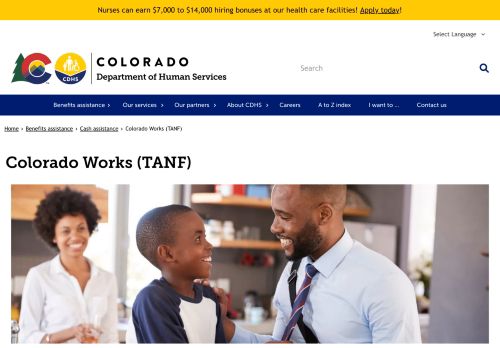 Nurses can earn $7,000 to $14,000 hiring bonuses at our health care facilities! Apply today!
Select Language
COLORADO
Department of Human Services
CDHS
Search
Benefits assistance › Our services › Our partners › About CDHS › Careers A to Z index I want to ... Contact us
Home › Benefits assistance › Cash assistance › Colorado Works (TANF)
Colorado Works (TANF)